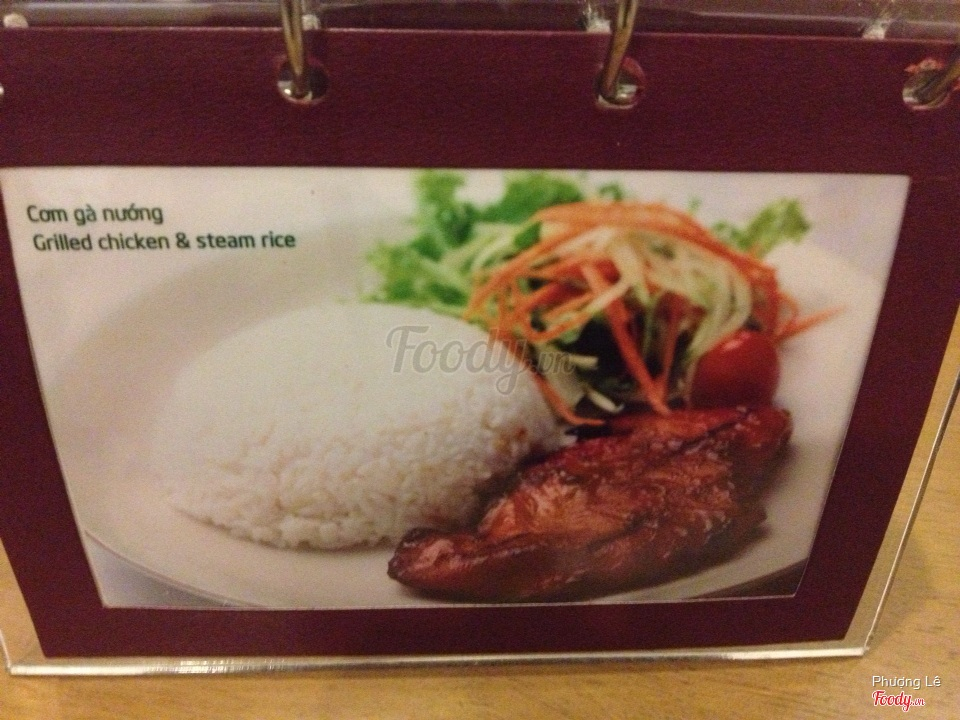 Cơm gà nướng
Grilled chicken & steam rice
Foody.vn
Phương Lê
Foody.vn